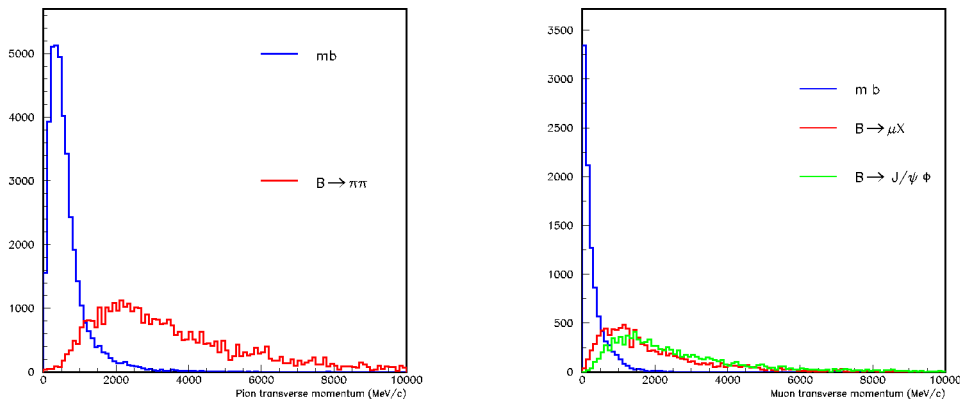 5000
4000
3000
2000
1000
0
0 2000 4000 6000 8000 10000
Pion transverse momentum (MeV/c)
mb
B→ππ
3500
3000
2500
2000
1500
1000
500
0
0 2000 4000 6000 8000 10000
Muon transverse momentum (MeV/c)
m b
B→μX
B→ J/ψ Φ